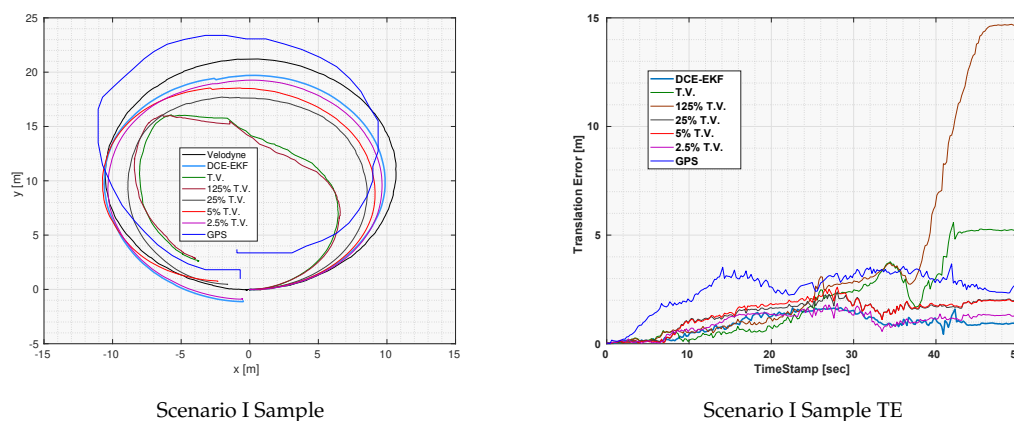 25
20
15
10
5
0
-5
-15
-10
-5
0
5
10
15
y [m]
x [m]
Velodyne
DCE-EKF
T.V.
125% T.V.
25% T.V.
5% T.V.
2.5% T.V.
GPS
Scenario I Sample
15
10
5
0
0
10
20
30
40
50
Translation Error [m]
TimeStamp [sec]
DCE-EKF
T.V.
125% T.V.
25% T.V.
5% T.V.
2.5% T.V.
GPS
Scenario I Sample TE